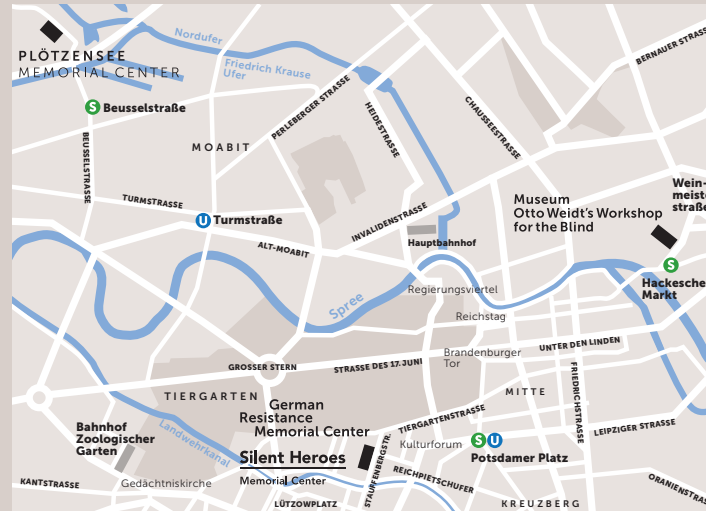 Nordufer
PLÖTZENSEE
MEMORIAL CENTER
Friedrich Krause
Ufer
BERNAUER STRASSE
S Beusselstraße
PERLEBERGER STRASSE
HEIDESTRASSE
CHAUSSEESTRASSE
BEUSSELSTRASSE
MOABIT
TURMSTRASSE
U Turmstraße
ALT-MOABIT
INVALIDENSTRASSE
Hauptbahnhof
Museum
Otto Weidt's Workshop
for the Blind
Wein-
meiste
straße
S
Hackesche
Markt
Regierungsviertel
Spree
Reichstag
UNTER DEN LINDEN
Brandenburger
Tor
GROSSER STERN
STRASSE DES 17. JUNI
FRIEDRICHSTRASSE
TIERGARTEN
MITTE
German
Resistance
Memorial Center
TIERGARTENSTRASSE
LEIPZIGER STRASSE
Bahnhof
Zoologischer
Garten
Landwehrkanal
Kulturforum
S U
Potsdamer Platz
Silent Heroes
Memorial Center
STAUFFENBERGSTR.
REICHPIETSCHUFER
KANTSTRASSE
Gedächtniskirche
LÜTZOWPLATZ
KREUZBERG
ORANIENSTRAS